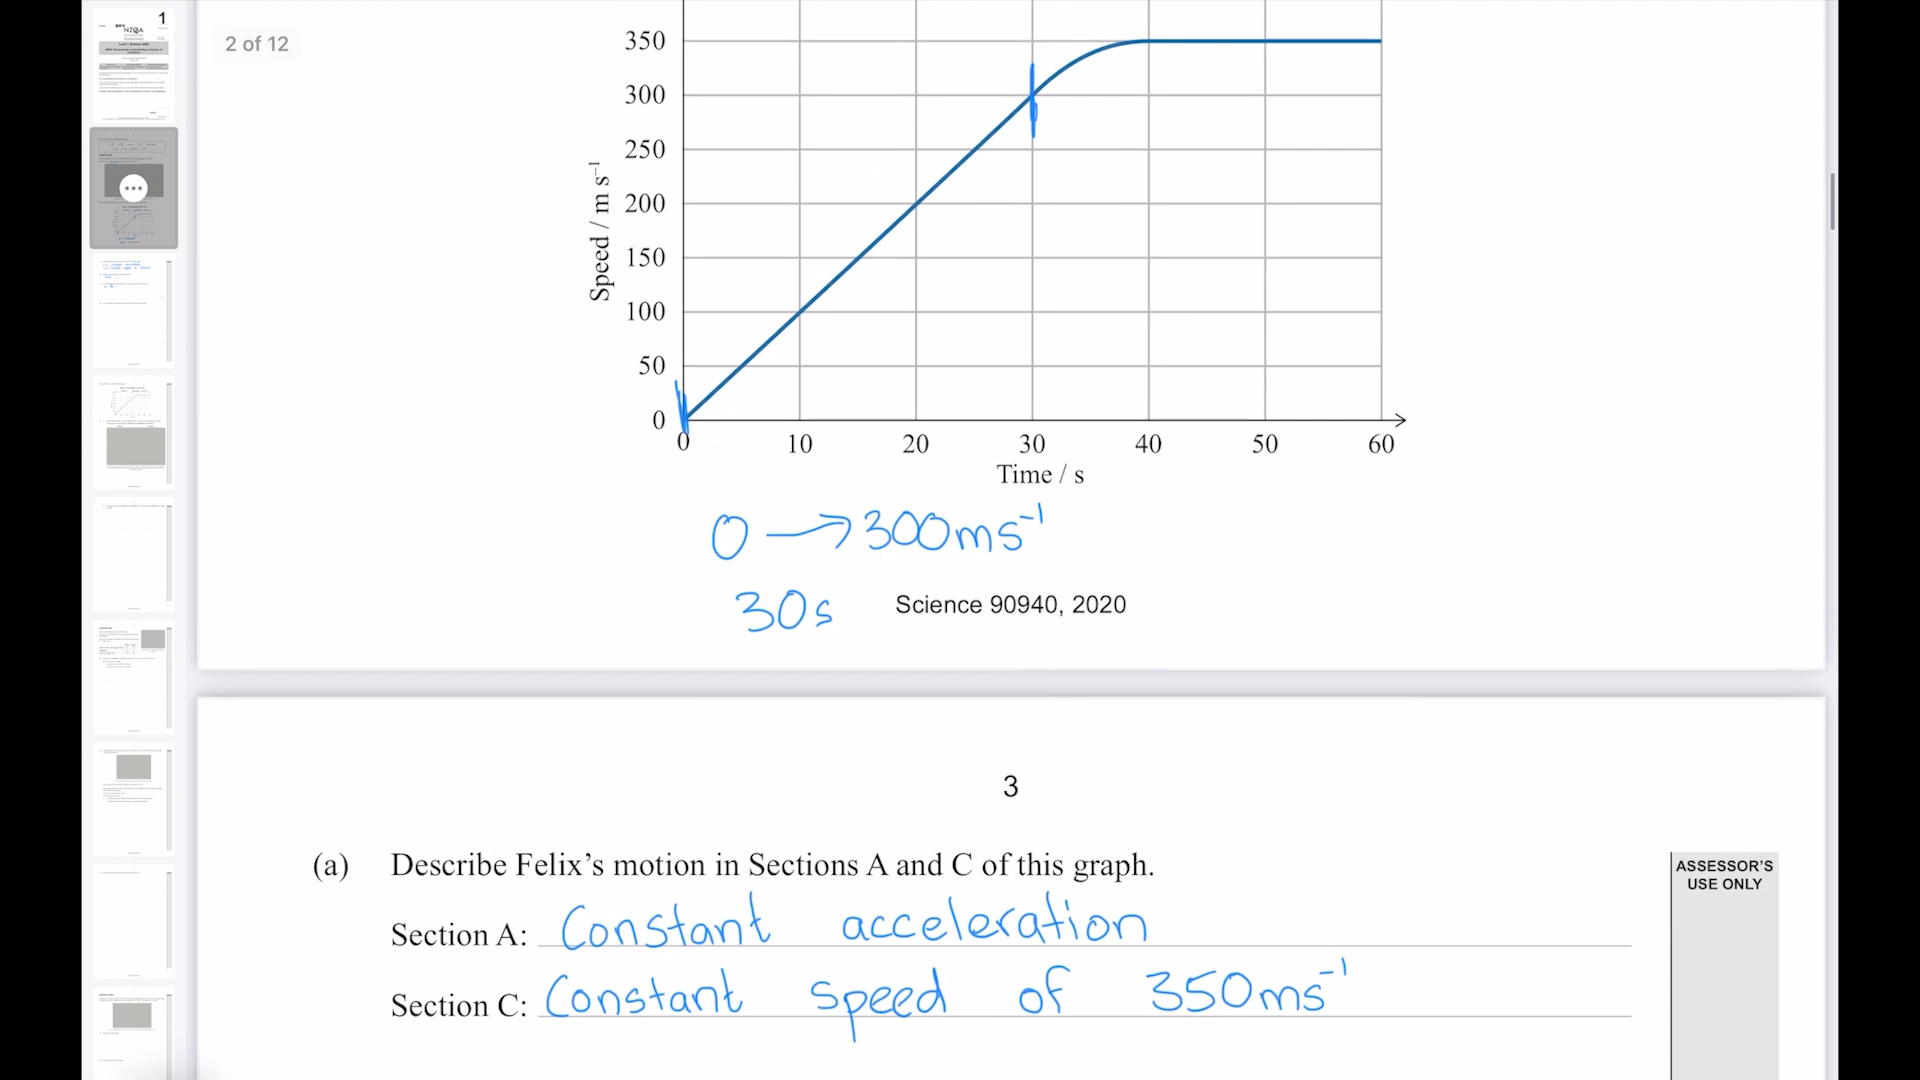 1
NZQA
2 of 12
350
300
250
200
150
100
50
0
Speed / m s⁻¹
0 10 20 30 40 50 60
Time / s
0 → 300ms⁻¹
30s
Science 90940, 2020
3
(a) Describe Felix’s motion in Sections A and C of this graph.
ASSESSOR’S
USE ONLY
Section A: Constant acceleration
Section C: Constant speed of 350ms⁻¹